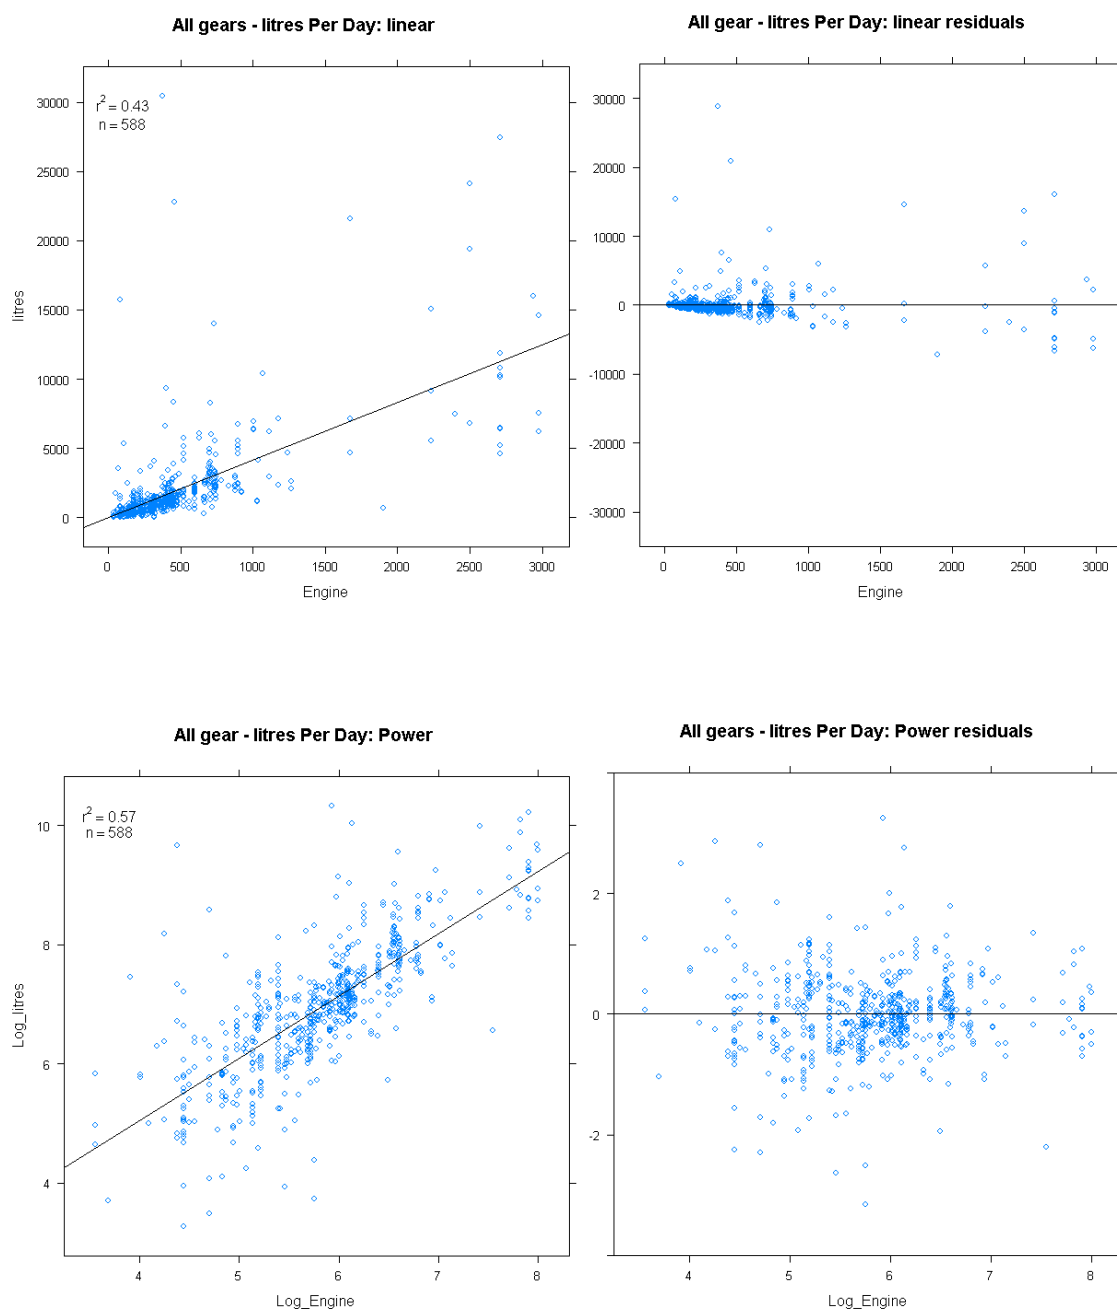 All gears - litres Per Day: linear
r² = 0.43
n = 588
30000
25000
20000
15000
10000
5000
0
litres
0 500 1000 1500 2000 2500 3000
Engine
All gear - litres Per Day: linear residuals
30000
20000
10000
0
-10000
-20000
-30000
0 500 1000 1500 2000 2500 3000
Engine
All gear - litres Per Day: Power
r² = 0.57
n = 588
10
8
6
4
Log_litres
4 5 6 7 8
Log_Engine
All gears - litres Per Day: Power residuals
2
0
-2
4 5 6 7 8
Log_Engine